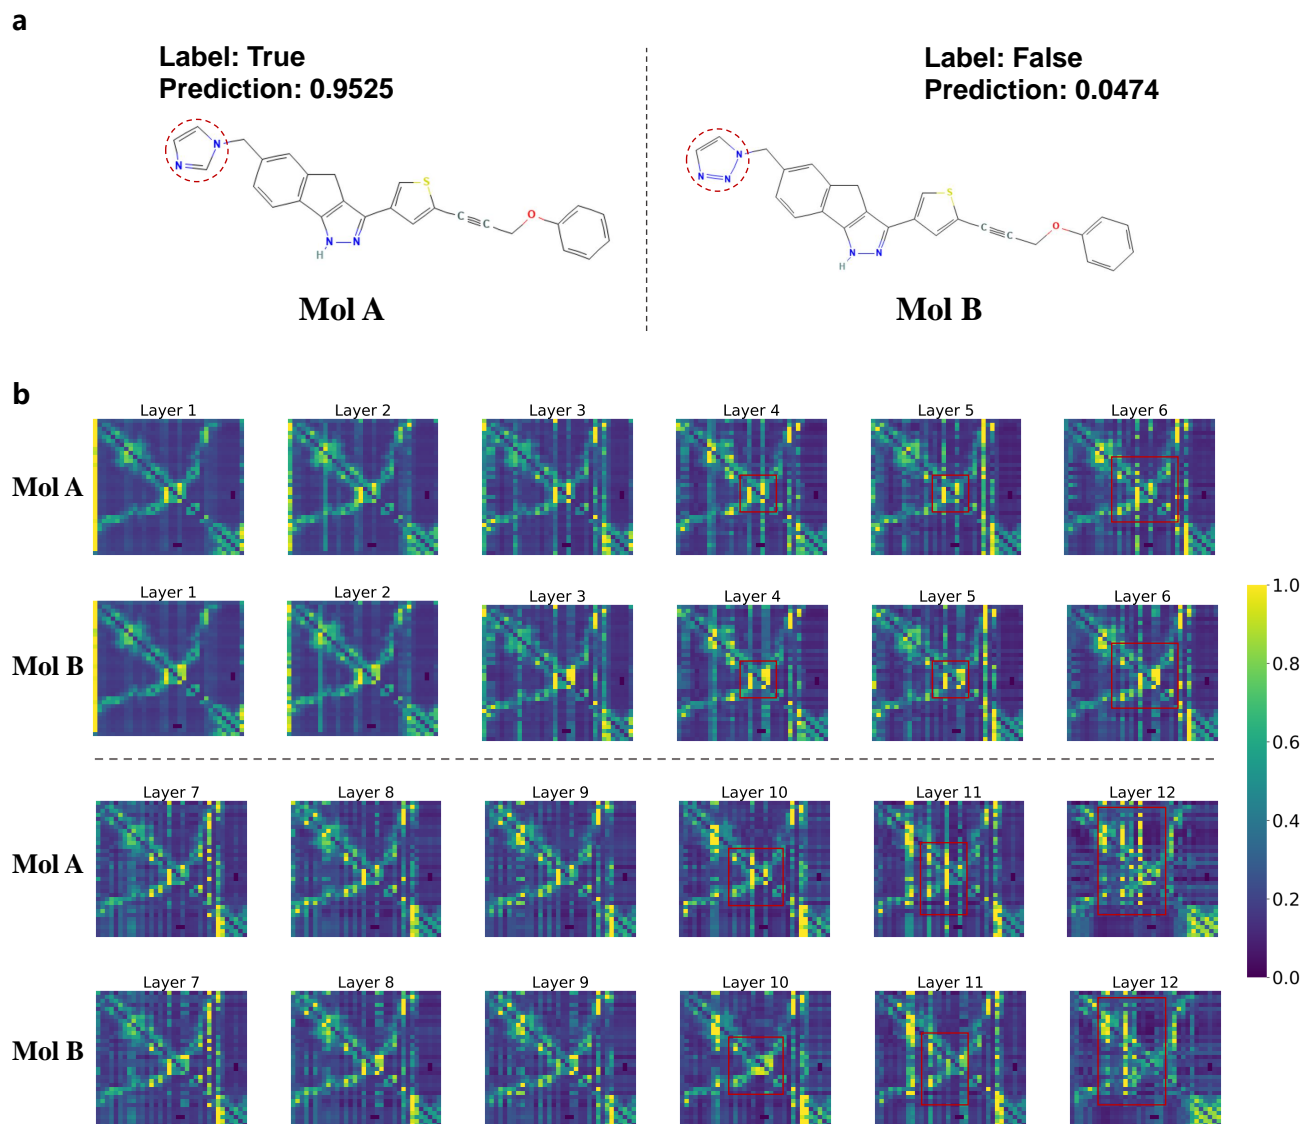 a
Label: True
Prediction: 0.9525
Label: False
Prediction: 0.0474
N
N
S
C
C
O
N
N
H
N
N
N
S
C
C
O
N
N
H
Mol A
Mol B
b
Layer 1
Layer 2
Layer 3
Layer 4
Layer 5
Layer 6
Mol A
Layer 1
Layer 2
Layer 3
Layer 4
Layer 5
Layer 6
Mol B
1.0
0.8
0.6
0.4
0.2
0.0
Layer 7
Layer 8
Layer 9
Layer 10
Layer 11
Layer 12
Mol A
Layer 7
Layer 8
Layer 9
Layer 10
Layer 11
Layer 12
Mol B